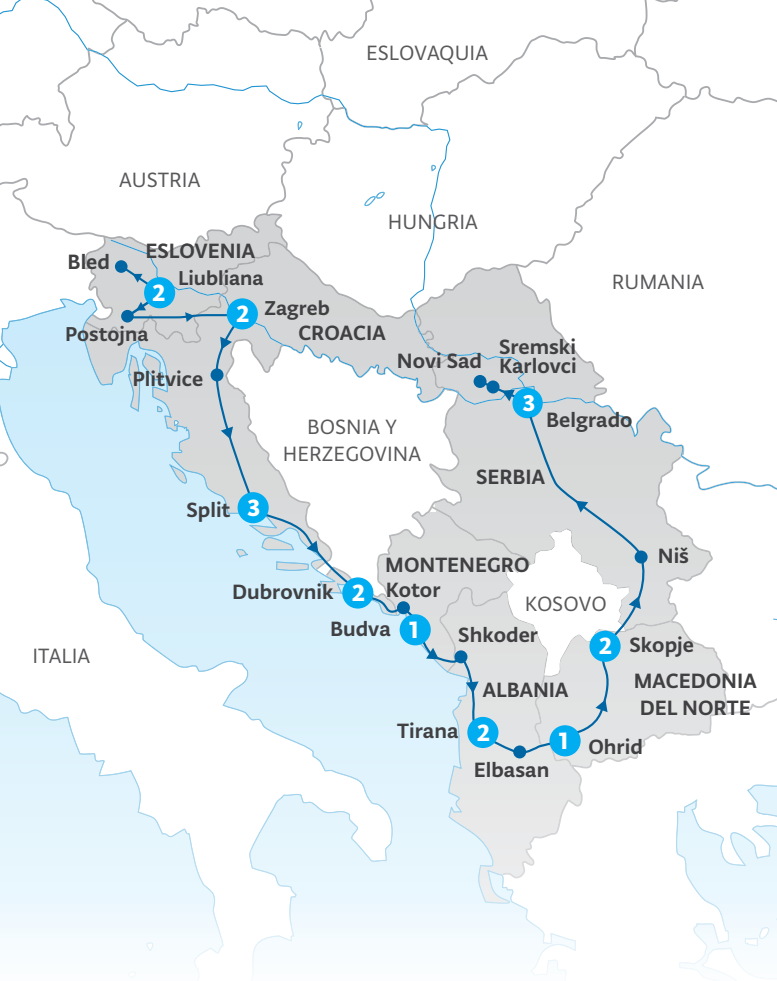 ESLOVAQUIA
AUSTRIA
HUNGRIA
RUMANIA
ESLOVENIA
Bled
Liubliana
2
Postojna
2
Zagreb
CROACIA
Plitvice
Novi Sad
Sremski
Karlovci
3
Belgrado
BOSNIA Y
HERZEGOVINA
SERBIA
Split
3
Niš
MONTENEGRO
Dubrovnik
2
Kotor
KOSOVO
Budva
1
Shkoder
2
Skopje
ITALIA
ALBANIA
MACEDONIA
DEL NORTE
Tirana
2
1
Ohrid
Elbasan